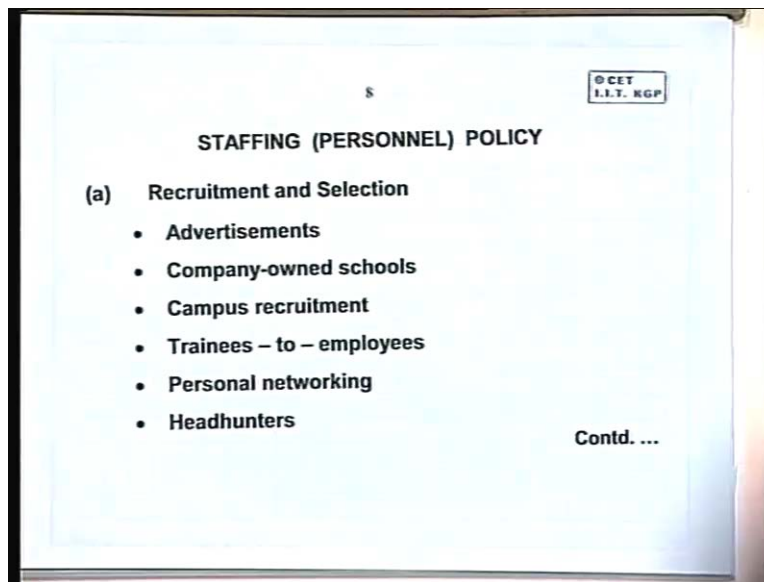 8
© CET
I.I.T. KGP
STAFFING (PERSONNEL) POLICY
(a) Recruitment and Selection
• Advertisements
• Company-owned schools
• Campus recruitment
• Trainees – to – employees
• Personal networking
• Headhunters
Contd. ...